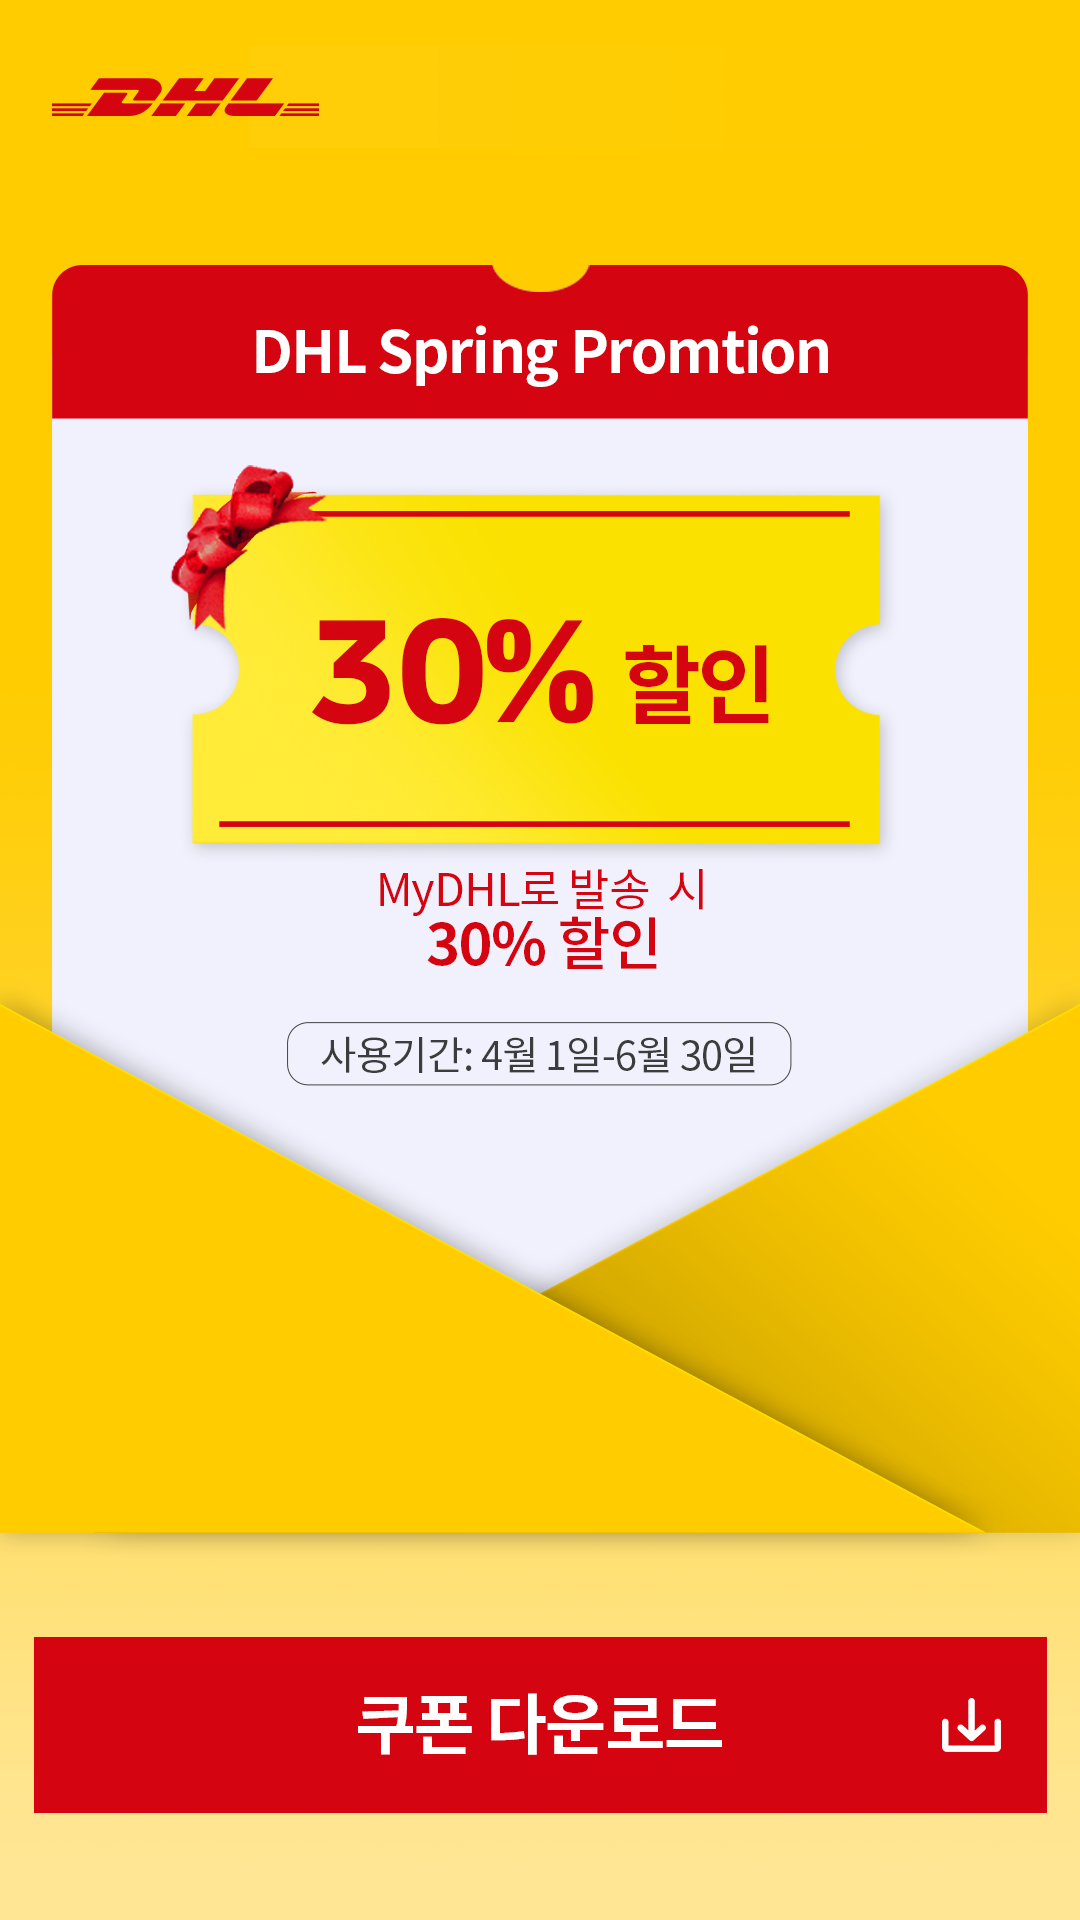 DHL
DHL Spring Promtion
30% 할인
MyDHL로 발송 시
30% 할인
사용기간: 4월 1일-6월 30일
쿠폰 다운로드